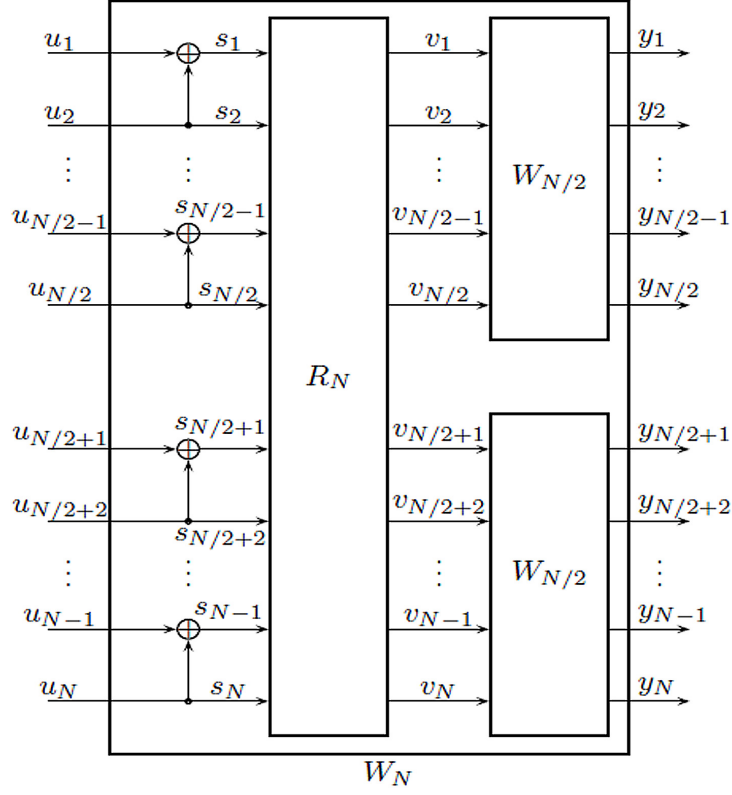 u₁ s₁ v₁ y₁
u₂ s₂ v₂ y₂
⋮ ⋮ ⋮ W_{N/2} ⋮
u_{N/2−1} s_{N/2−1} v_{N/2−1} y_{N/2−1}
u_{N/2} s_{N/2} v_{N/2} y_{N/2}
R_N
u_{N/2+1} s_{N/2+1} v_{N/2+1} y_{N/2+1}
u_{N/2+2} s_{N/2+2} v_{N/2+2} y_{N/2+2}
⋮ ⋮ ⋮ W_{N/2} ⋮
u_{N−1} s_{N−1} v_{N−1} y_{N−1}
u_N s_N v_N y_N
W_N